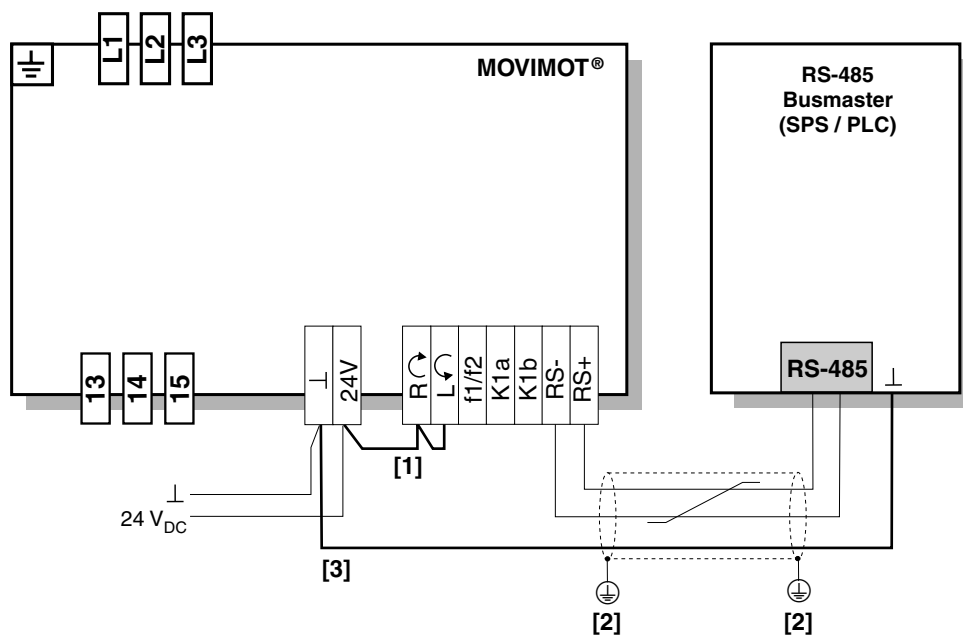 L1
L2
L3
MOVIMOT®
RS-485
Busmaster
(SPS / PLC)
13
14
15
⊥
24V
R
L
f1/f2
K1a
K1b
RS-
RS+
RS-485
⊥
[1]
⊥
24 VDC
[3]
[2]
[2]